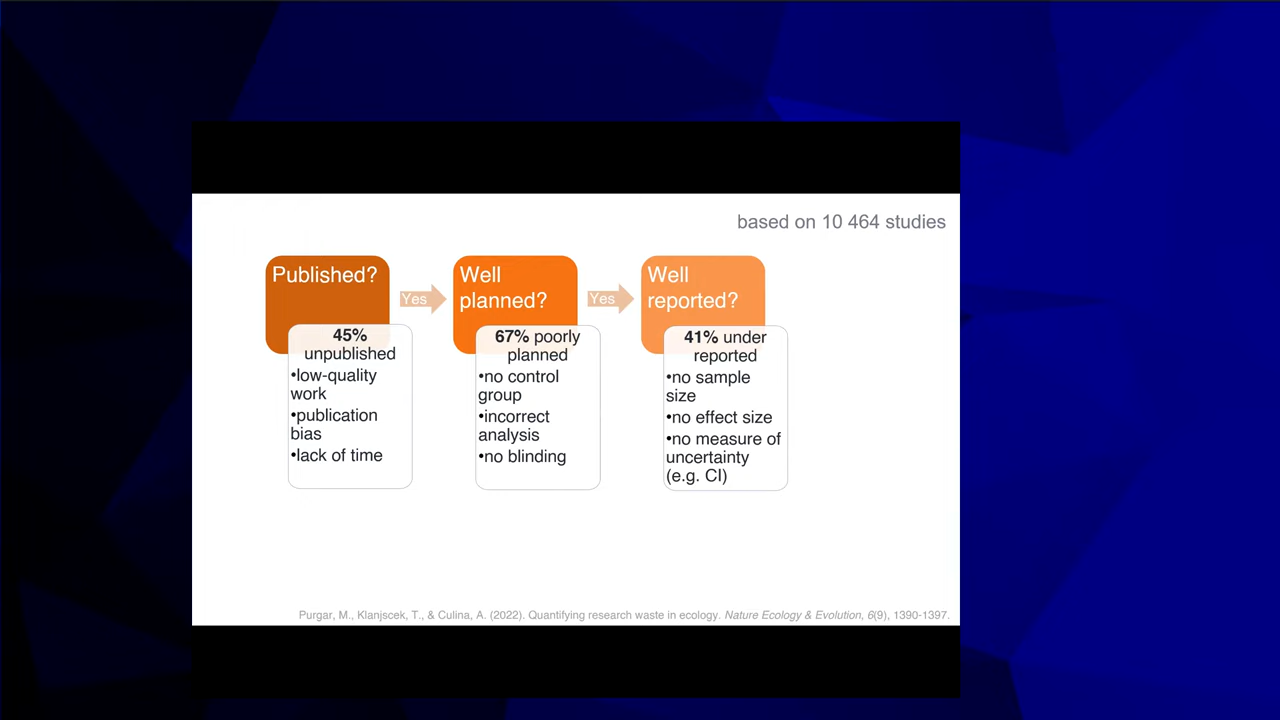 based on 10 464 studies
Published?
Yes
Well
planned?
Yes
Well
reported?
45%
unpublished
•low-quality
work
•publication
bias
•lack of time
67% poorly
planned
•no control
group
•incorrect
analysis
•no blinding
41% under
reported
•no sample
size
•no effect size
•no measure of
uncertainty
(e.g. CI)
Purgar, M., Klanjscek, T., & Culina, A. (2022). Quantifying research waste in ecology. Nature Ecology & Evolution, 6(9), 1390-1397.